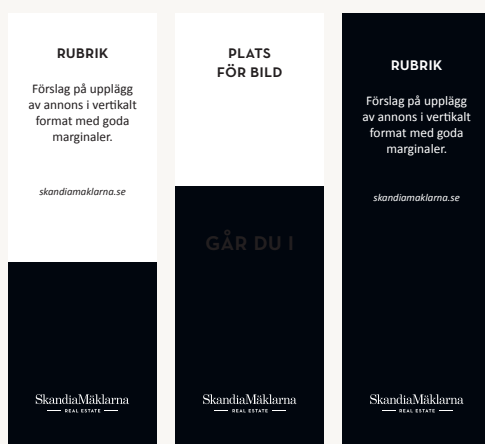 RUBRIK
Förslag på upplägg
av annons i vertikalt
format med goda
marginaler.
skandiamaklarna.se
SkandiaMäklarna
REAL ESTATE
PLATS
FÖR BILD
GÅR DU I
SkandiaMäklarna
REAL ESTATE
RUBRIK
Förslag på upplägg
av annons i vertikalt
format med goda
marginaler.
skandiamaklarna.se
SkandiaMäklarna
REAL ESTATE